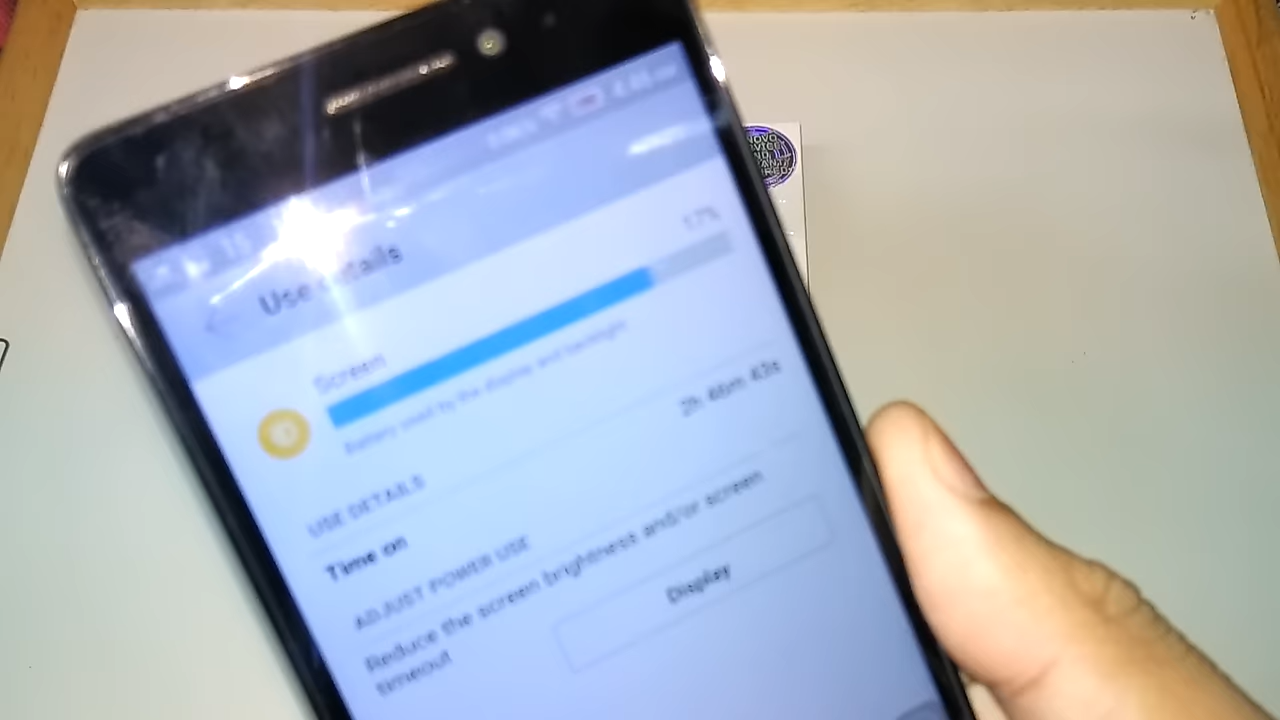 Use details
17%
Screen
Battery used by the display and backlight
USE DETAILS
Time on
2h 46m 43s
ADJUST POWER USE
Reduce the screen brightness and/or screen
timeout
Display